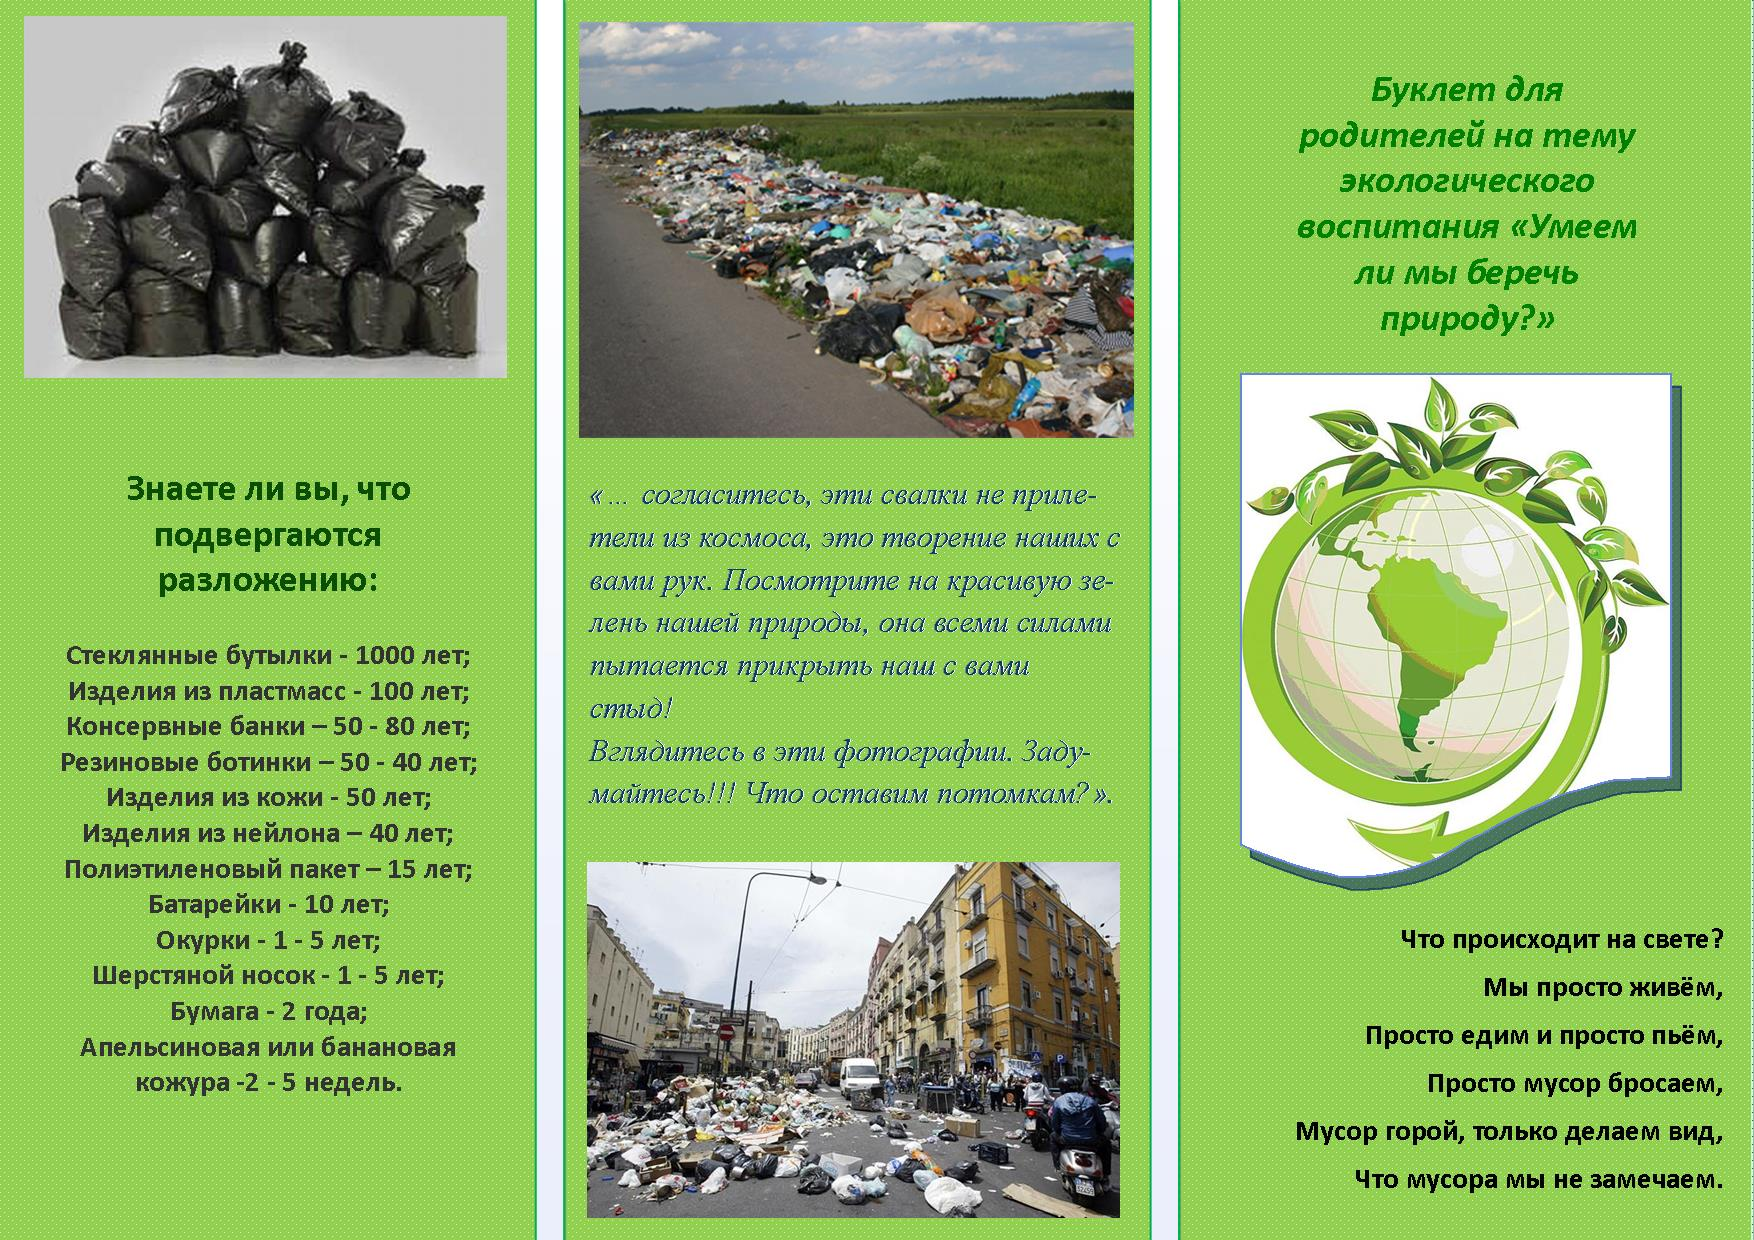 Знаете ли вы, что
подвергаются
разложению:
Стеклянные бутылки - 1000 лет;
Изделия из пластмасс - 100 лет;
Консервные банки – 50 - 80 лет;
Резиновые ботинки – 50 - 40 лет;
Изделия из кожи - 50 лет;
Изделия из нейлона – 40 лет;
Полиэтиленовый пакет – 15 лет;
Батарейки - 10 лет;
Окурки - 1 - 5 лет;
Шерстяной носок - 1 - 5 лет;
Бумага - 2 года;
Апельсиновая или банановая
кожура -2 - 5 недель.
« … согласитесь, эти свалки не приле-
тели из космоса, это творение наших с
вами рук. Посмотрите на красивую зе-
лень нашей природы, она всеми силами
пытается прикрыть наш с вами
стыд!
Вглядитесь в эти фотографии. Заду-
майтесь!!! Что оставим потомкам? ».
Буклет для
родителей на тему
экологического
воспитания «Умеем
ли мы беречь
природу?»
Что происходит на свете?
Мы просто живём,
Просто едим и просто пьём,
Просто мусор бросаем,
Мусор горой, только делаем вид,
Что мусора мы не замечаем.